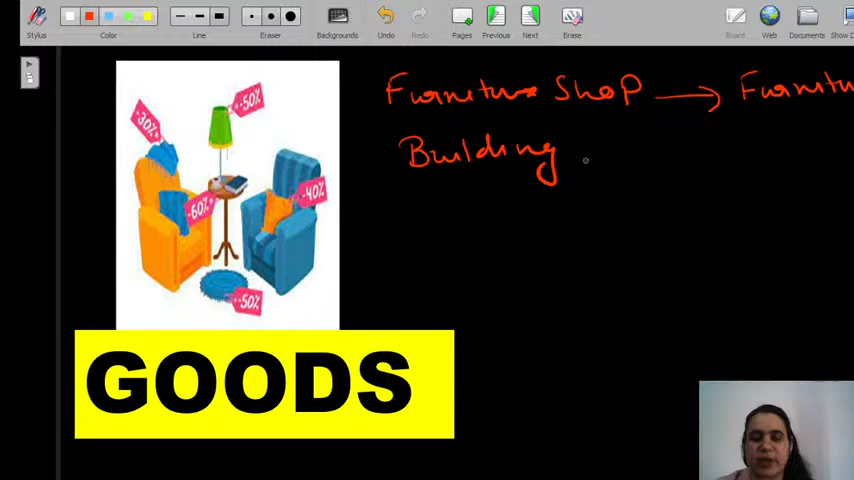 Stylus
Color
Line
Eraser
Backgrounds
Undo
Redo
Pages
Previous
Next
Erase
Board
Web
Documents
Show D
-50%
-30%
-40%
-60%
-50%
Furniture Shop → Furnitu
Building
GOODS